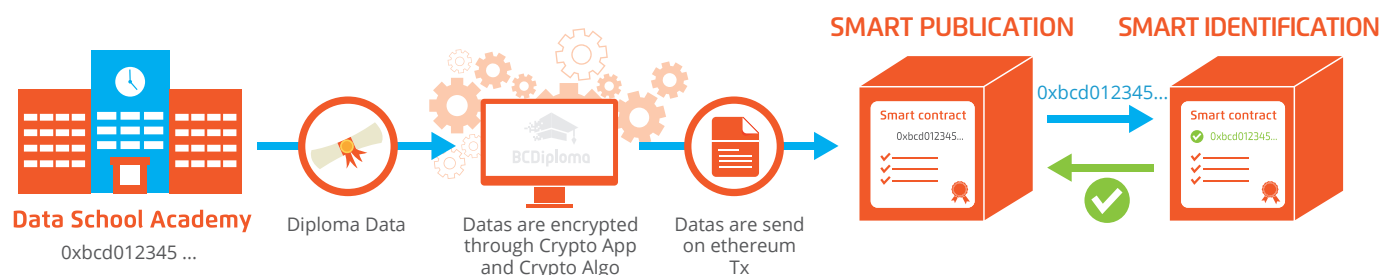 SMART PUBLICATION
SMART IDENTIFICATION
0xbcd012345...
Smart contract
0xbcd012345...
Smart contract
0xbcd012345...
BCDiploma
Data School Academy
0xbcd012345 ...
Diploma Data
Datas are encrypted
through Crypto App
and Crypto Algo
Datas are send
on ethereum
Tx